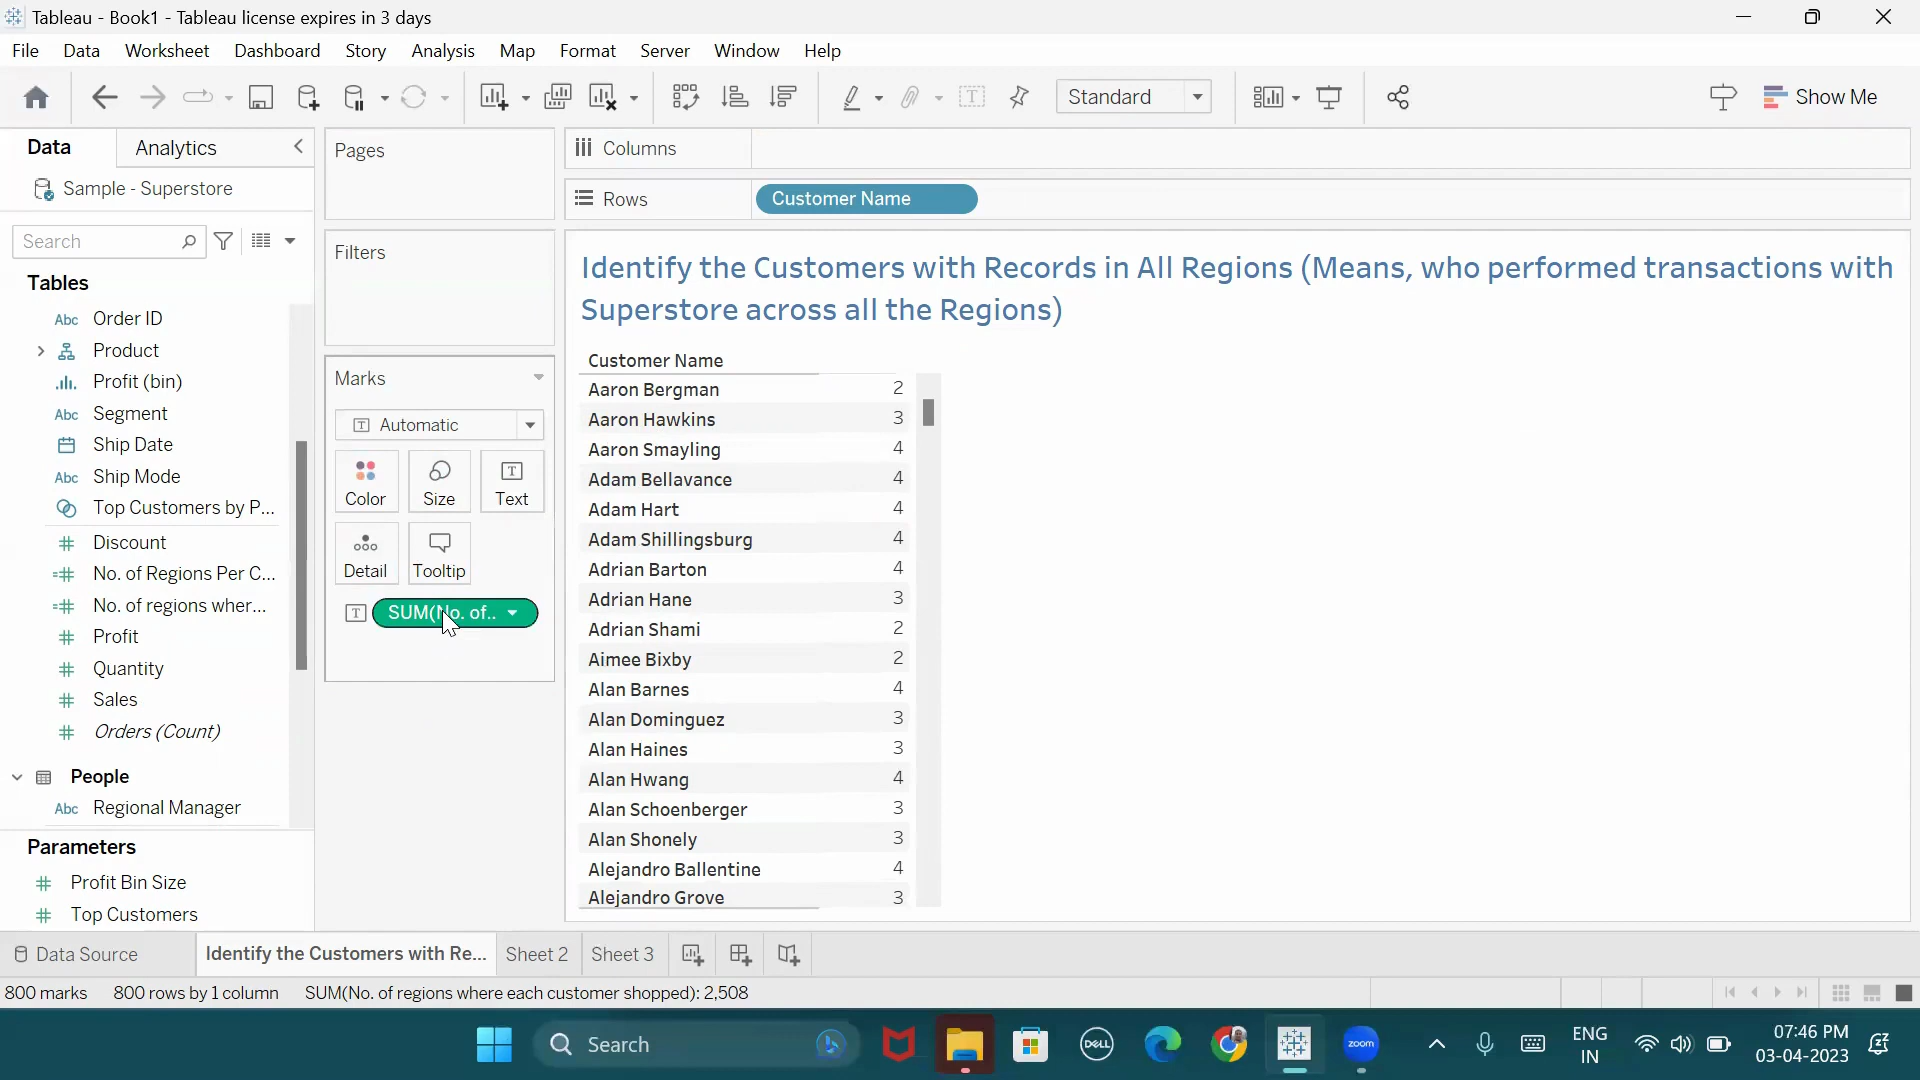 Tableau - Book1 - Tableau license expires in 3 days
File Data Worksheet Dashboard Story Analysis Map Format Server Window Help
Standard
Show Me
Data
Analytics
Sample - Superstore
Search
Tables
Abc Order ID
Product
Profit (bin)
Abc Segment
Ship Date
Abc Ship Mode
Top Customers by P...
Discount
No. of Regions Per C...
No. of regions wher...
Profit
Quantity
Sales
Orders (Count)
People
Abc Regional Manager
Parameters
Profit Bin Size
Top Customers
Pages
Filters
Marks
Automatic
Color Size Text
Detail Tooltip
SUM(No. of..
Columns
Rows Customer Name
Identify the Customers with Records in All Regions (Means, who performed transactions with
Superstore across all the Regions)
Customer Name
Aaron Bergman 2
Aaron Hawkins 3
Aaron Smayling 4
Adam Bellavance 4
Adam Hart 4
Adam Shillingsburg 4
Adrian Barton 4
Adrian Hane 3
Adrian Shami 2
Aimee Bixby 2
Alan Barnes 4
Alan Dominguez 3
Alan Haines 3
Alan Hwang 4
Alan Schoenberger 3
Alan Shonely 3
Alejandro Ballentine 4
Alejandro Grove 3
Data Source Identify the Customers with Re... Sheet 2 Sheet 3
800 marks 800 rows by 1 column SUM(No. of regions where each customer shopped): 2,508
Search
DELL
zoom
ENG
IN
07:46 PM
03-04-2023